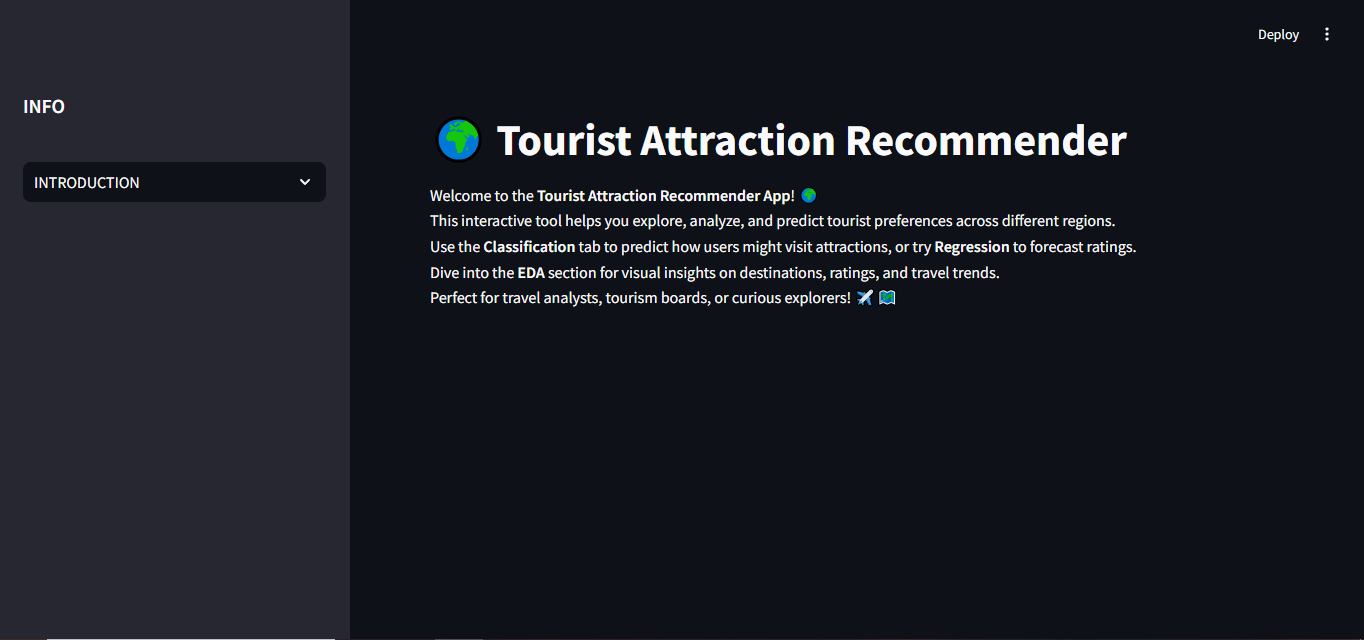 Deploy
INFO
INTRODUCTION
🌍 Tourist Attraction Recommender
Welcome to the Tourist Attraction Recommender App! 🌍
This interactive tool helps you explore, analyze, and predict tourist preferences across different regions.
Use the Classification tab to predict how users might visit attractions, or try Regression to forecast ratings.
Dive into the EDA section for visual insights on destinations, ratings, and travel trends.
Perfect for travel analysts, tourism boards, or curious explorers! ✈️ 🗺️